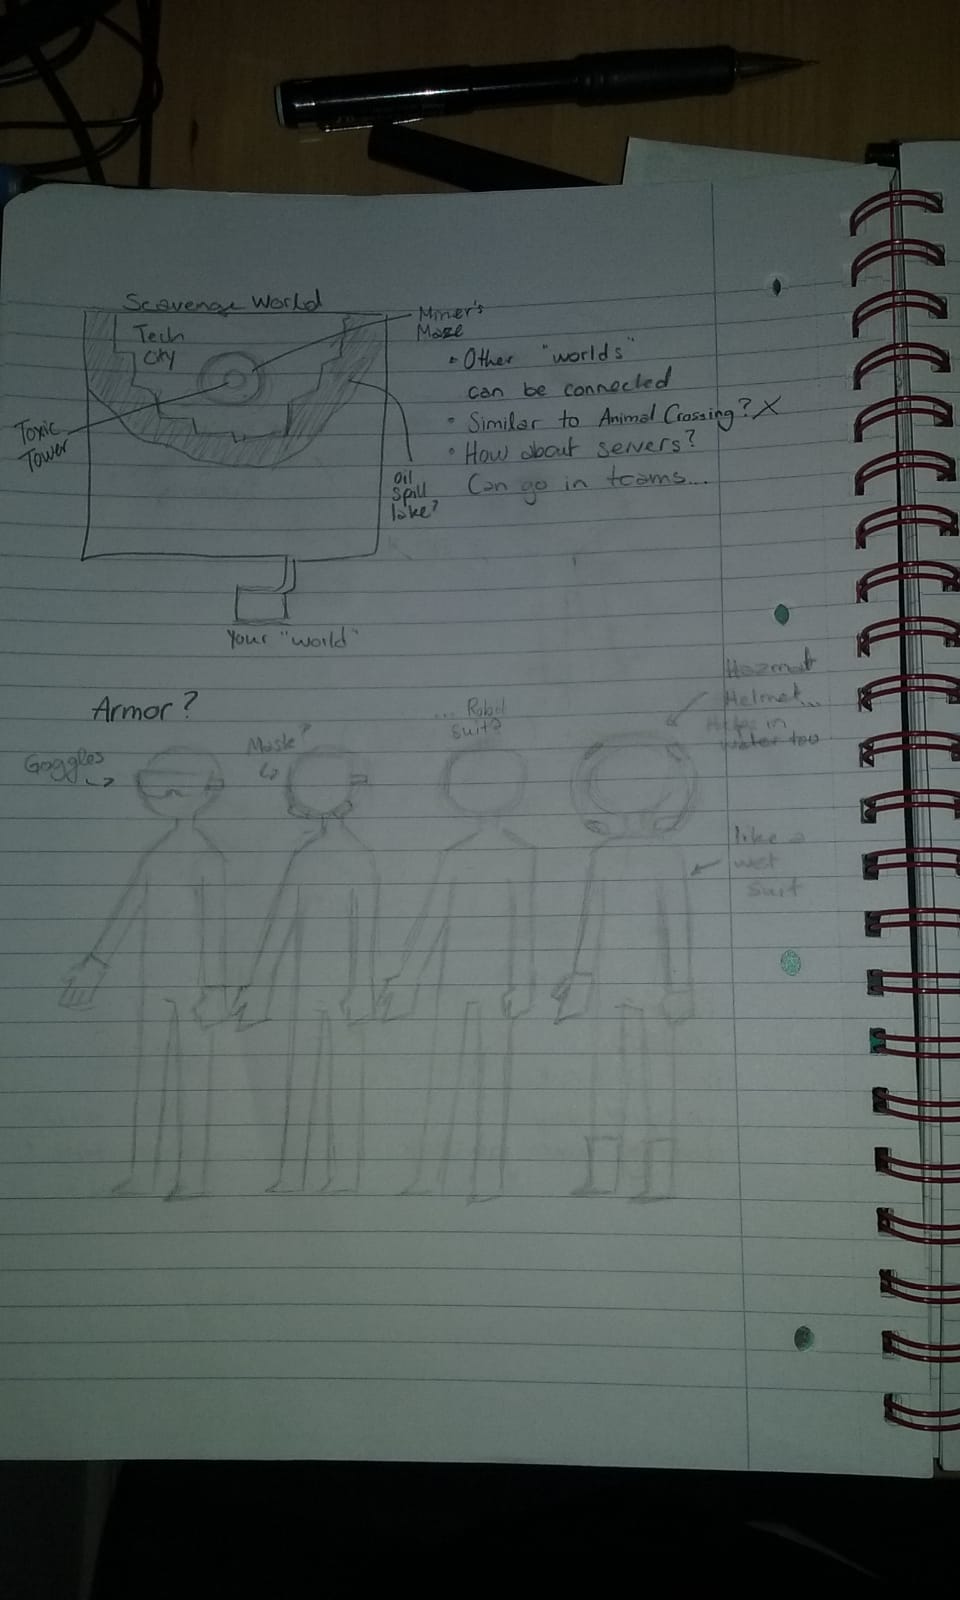 Scavenge World
Tech
City
Miner's
Maze
Toxic
Tower
Oil
Spill
lake?
• Other "worlds"
can be connected
• Similar to Animal Crossing? X
• How about servers?
Can go in teams...
Your "world"
Armor?
Goggles
Mask?
... Robot
suit?
Hazmat
Helmet...
Helps in
water too
like a
wet
suit